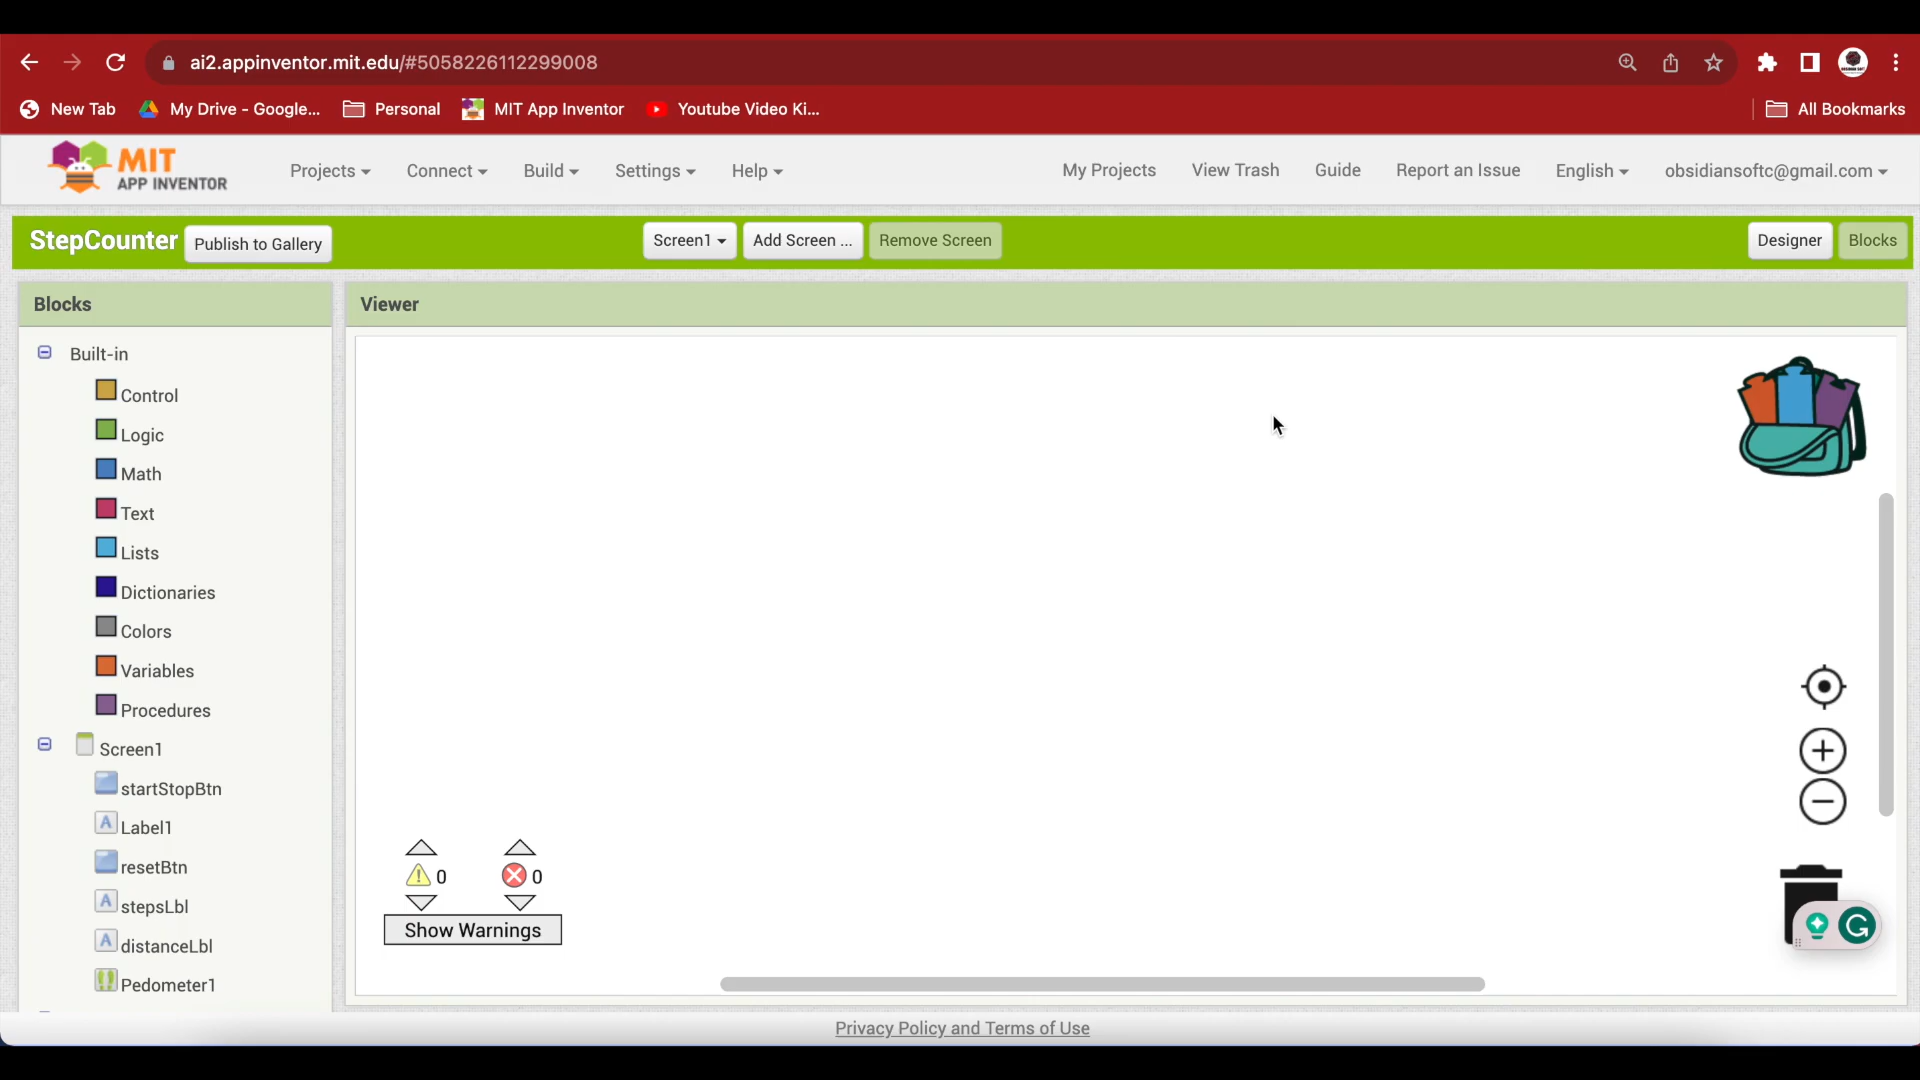 ai2.appinventor.mit.edu/#5058226112299008
New Tab My Drive - Google... Personal MIT App Inventor Youtube Video Ki... All Bookmarks
MIT
APP INVENTOR
Projects Connect Build Settings Help My Projects View Trash Guide Report an Issue English obsidiansoftc@gmail.com
StepCounter Publish to Gallery Screen1 Add Screen ... Remove Screen Designer Blocks
Blocks Viewer
Built-in
Control
Logic
Math
Text
Lists
Dictionaries
Colors
Variables
Procedures
Screen1
startStopBtn
A Label1
resetBtn
A stepsLbl
A distanceLbl
Pedometer1
0 0
Show Warnings
Privacy Policy and Terms of Use